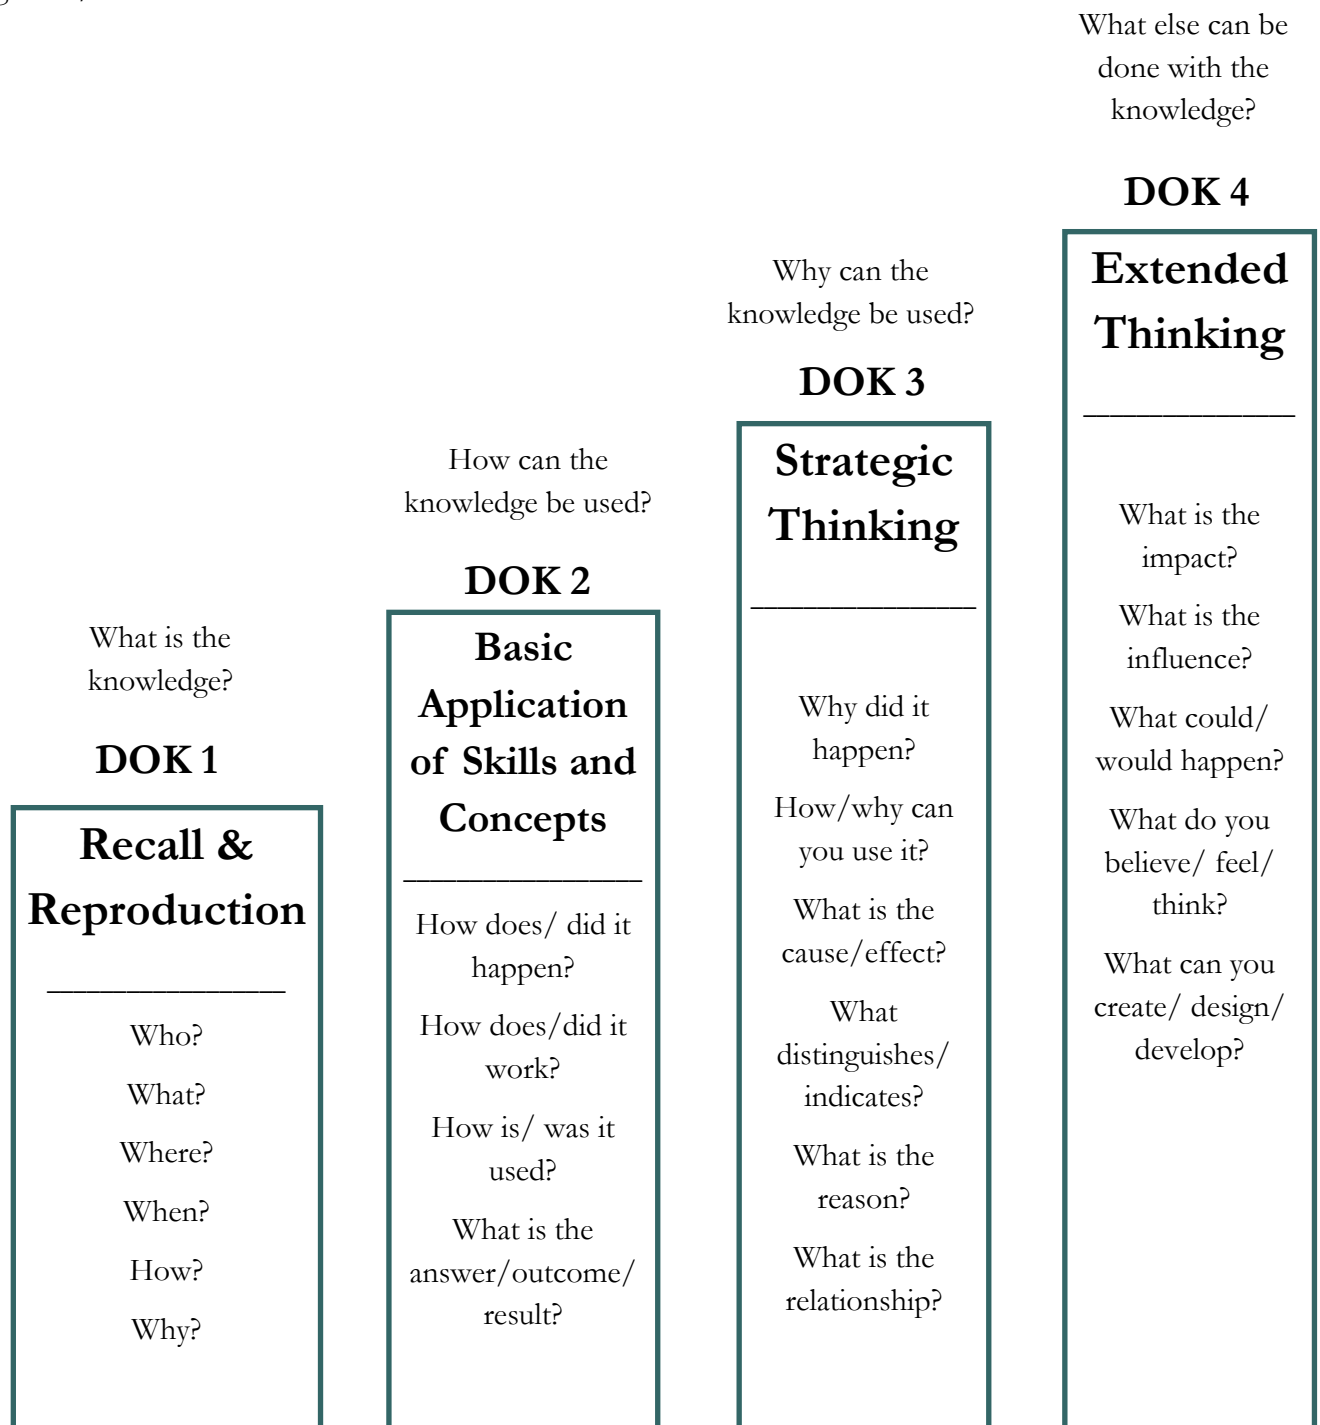 What is the
knowledge?
DOK 1
Recall &
Reproduction
__________________
Who?
What?
Where?
When?
How?
Why?
How can the
knowledge be used?
DOK 2
Basic
Application
of Skills and
Concepts
__________________
How does/ did it
happen?
How does/did it
work?
How is/ was it
used?
What is the
answer/outcome/
result?
Why can the
knowledge be used?
DOK 3
Strategic
Thinking
_________________
Why did it
happen?
How/why can
you use it?
What is the
cause/effect?
What
distinguishes/
indicates?
What is the
reason?
What is the
relationship?
What else can be
done with the
knowledge?
DOK 4
Extended
Thinking
________________
What is the
impact?
What is the
influence?
What could/
would happen?
What do you
believe/ feel/
think?
What can you
create/ design/
develop?